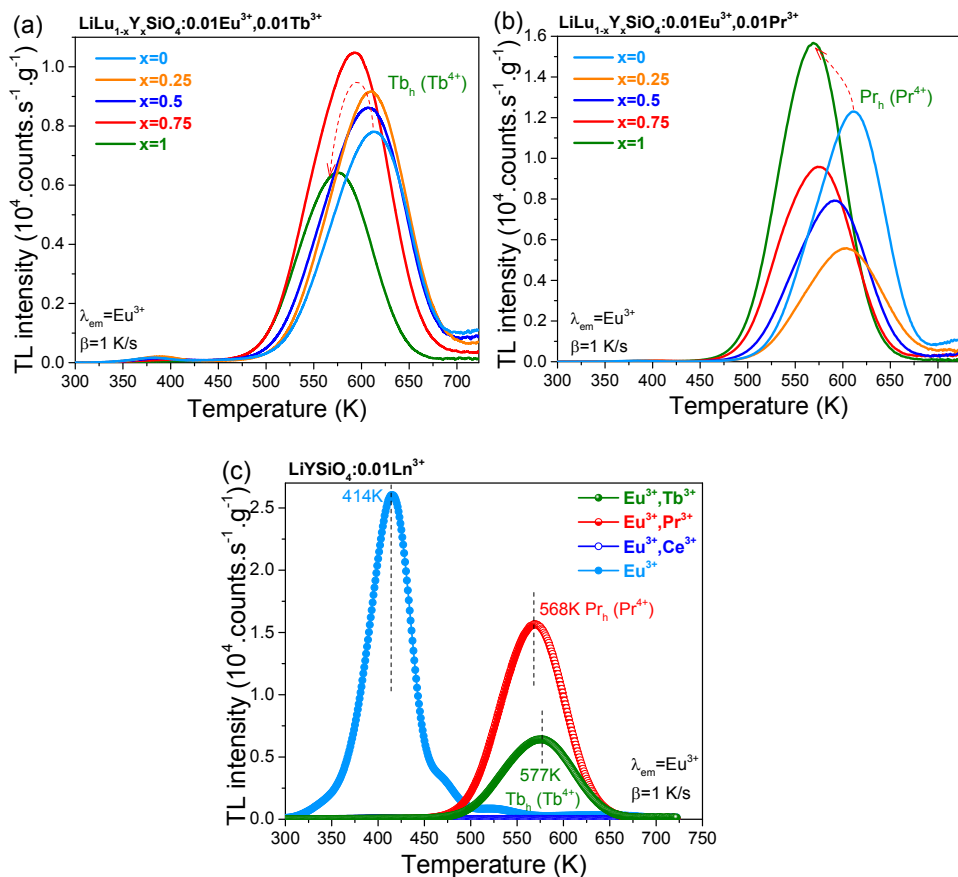 (a)
LiLu₁₋ₓYₓSiO₄:0.01Eu³⁺,0.01Tb³⁺
x=0
x=0.25
x=0.5
x=0.75
x=1
Tbₕ (Tb⁴⁺)
λₑₘ=Eu³⁺
β=1 K/s
TL intensity (10⁴.counts.s⁻¹.g⁻¹)
1.0
0.8
0.6
0.4
0.2
0.0
300 350 400 450 500 550 600 650 700
Temperature (K)
(b)
LiLu₁₋ₓYₓSiO₄:0.01Eu³⁺,0.01Pr³⁺
x=0
x=0.25
x=0.5
x=0.75
x=1
Prₕ (Pr⁴⁺)
λₑₘ=Eu³⁺
β=1 K/s
TL intensity (10⁴.counts.s⁻¹.g⁻¹)
1.6
1.4
1.2
1.0
0.8
0.6
0.4
0.2
0.0
300 350 400 450 500 550 600 650 700
Temperature (K)
(c)
LiYSiO₄:0.01Ln³⁺
414K
Eu³⁺,Tb³⁺
Eu³⁺,Pr³⁺
Eu³⁺,Ce³⁺
Eu³⁺
568K Prₕ (Pr⁴⁺)
577K
Tbₕ (Tb⁴⁺)
λₑₘ=Eu³⁺
β=1 K/s
TL intensity (10⁴.counts.s⁻¹.g⁻¹)
2.5
2.0
1.5
1.0
0.5
0.0
300 350 400 450 500 550 600 650 700 750
Temperature (K)